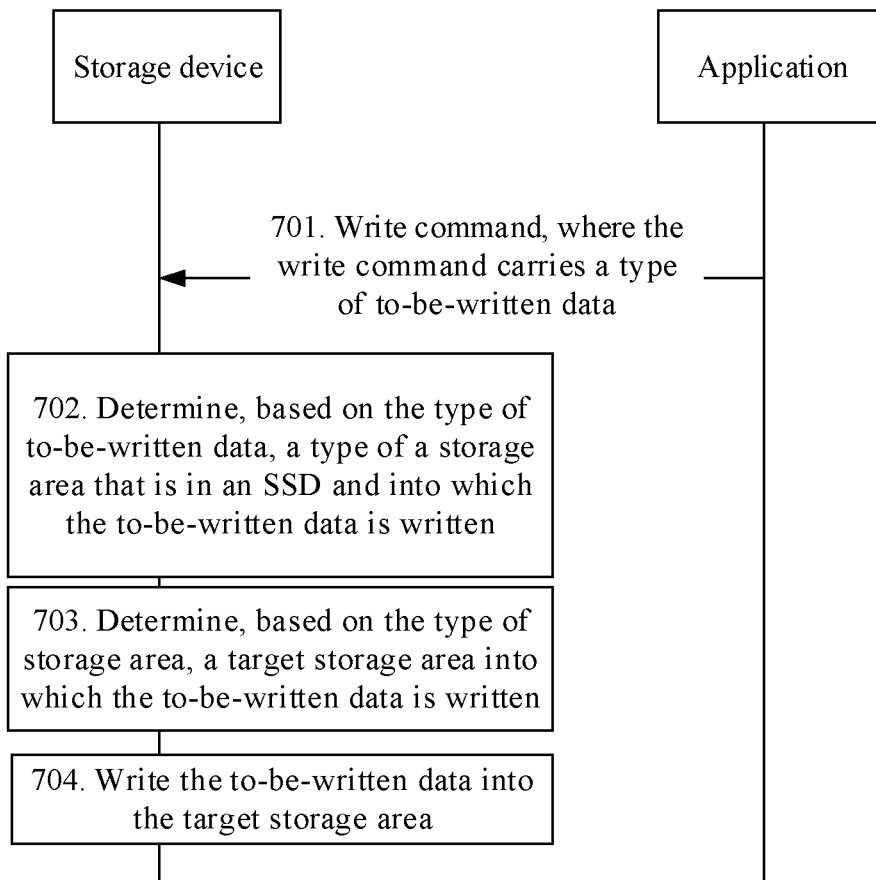 Storage device
Application
701. Write command, where the
write command carries a type
of to-be-written data
702. Determine, based on the type of
to-be-written data, a type of a storage
area that is in an SSD and into which
the to-be-written data is written
703. Determine, based on the type of
storage area, a target storage area into
which the to-be-written data is written
704. Write the to-be-written data into
the target storage area